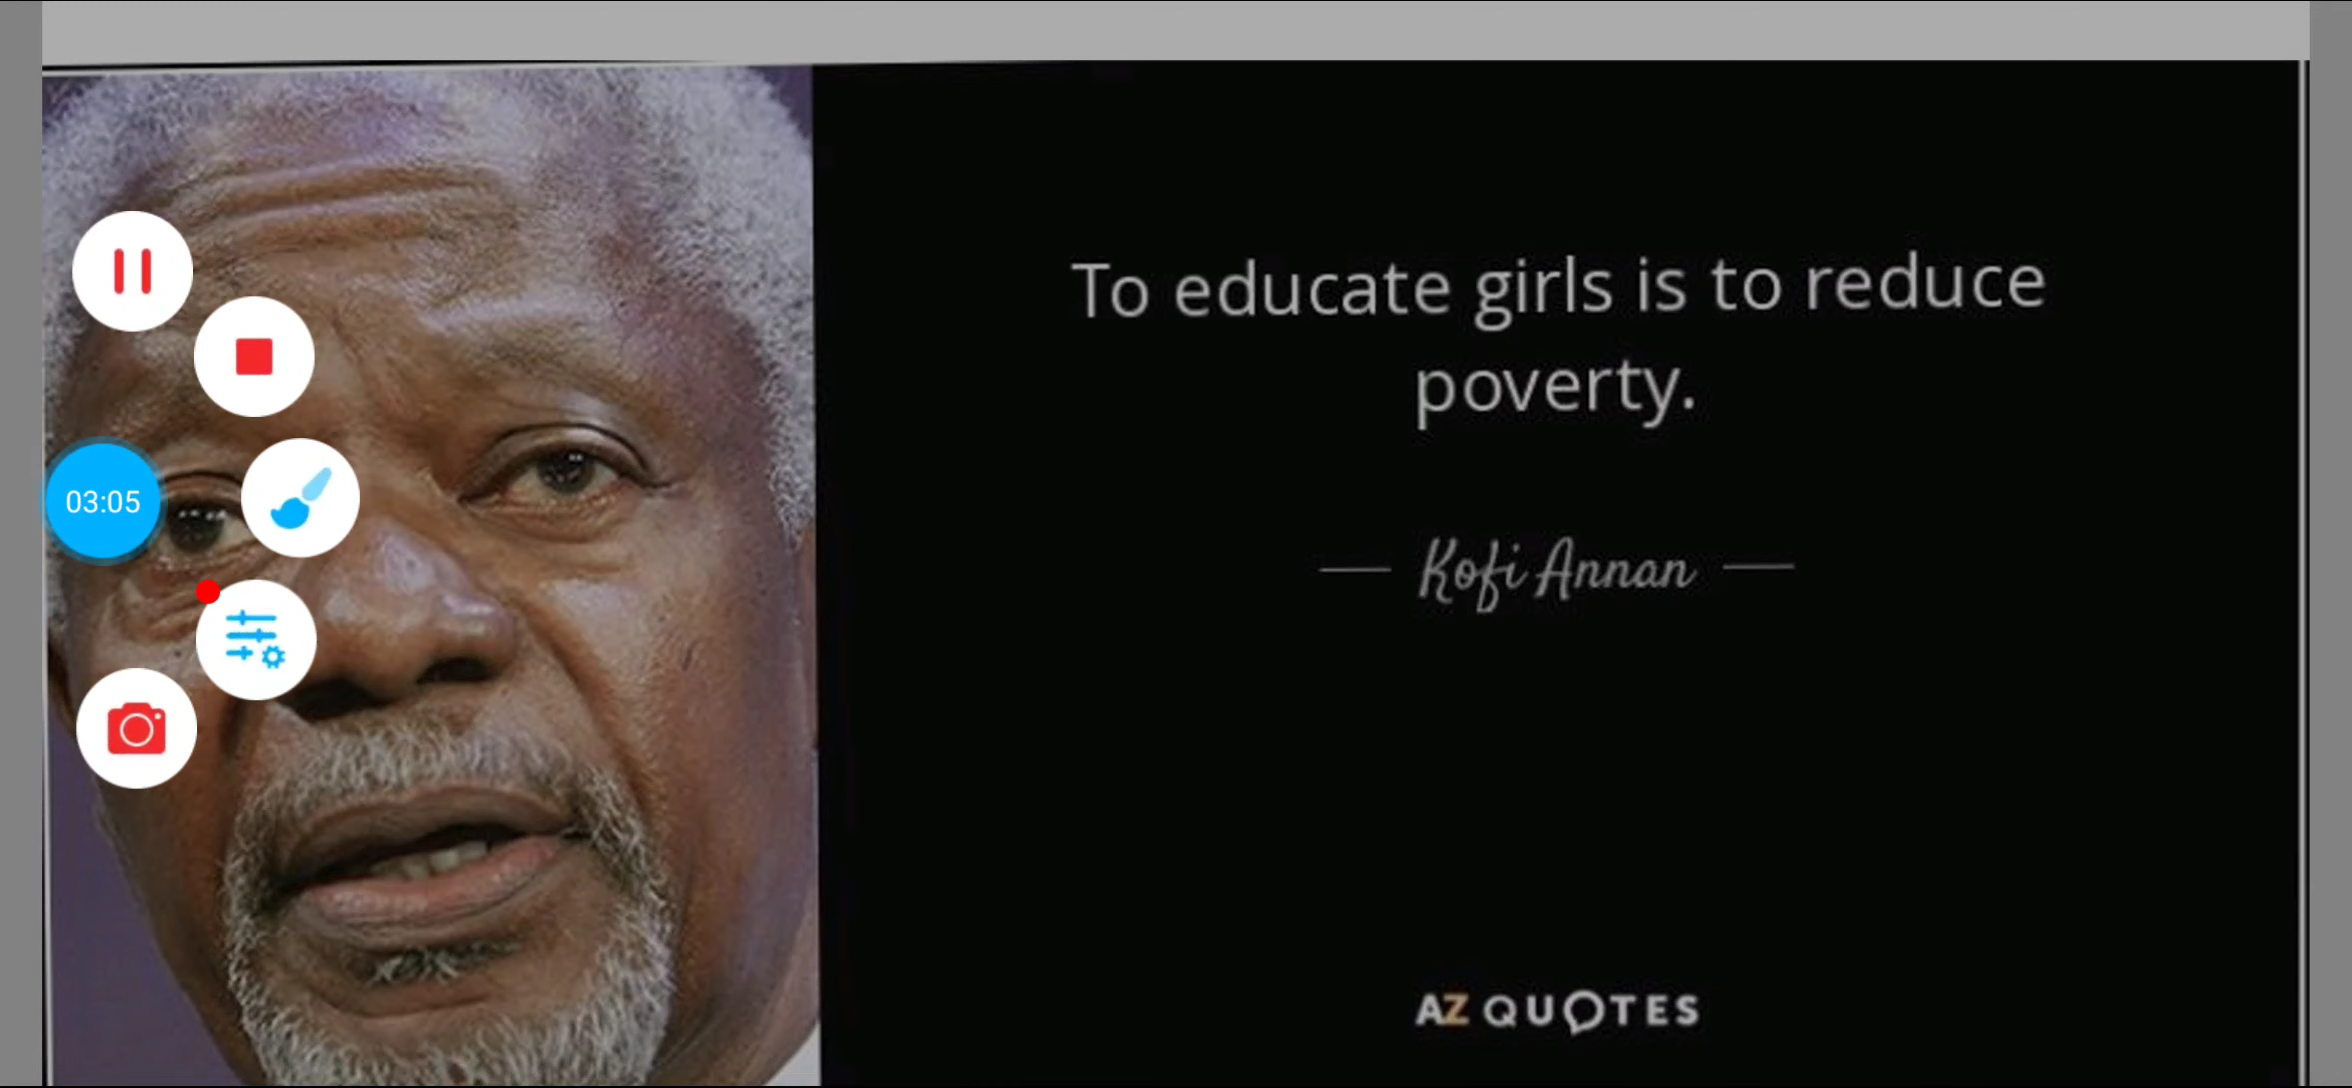 To educate girls is to reduce
poverty.
Kofi Annan
03:05
AZ QUOTES